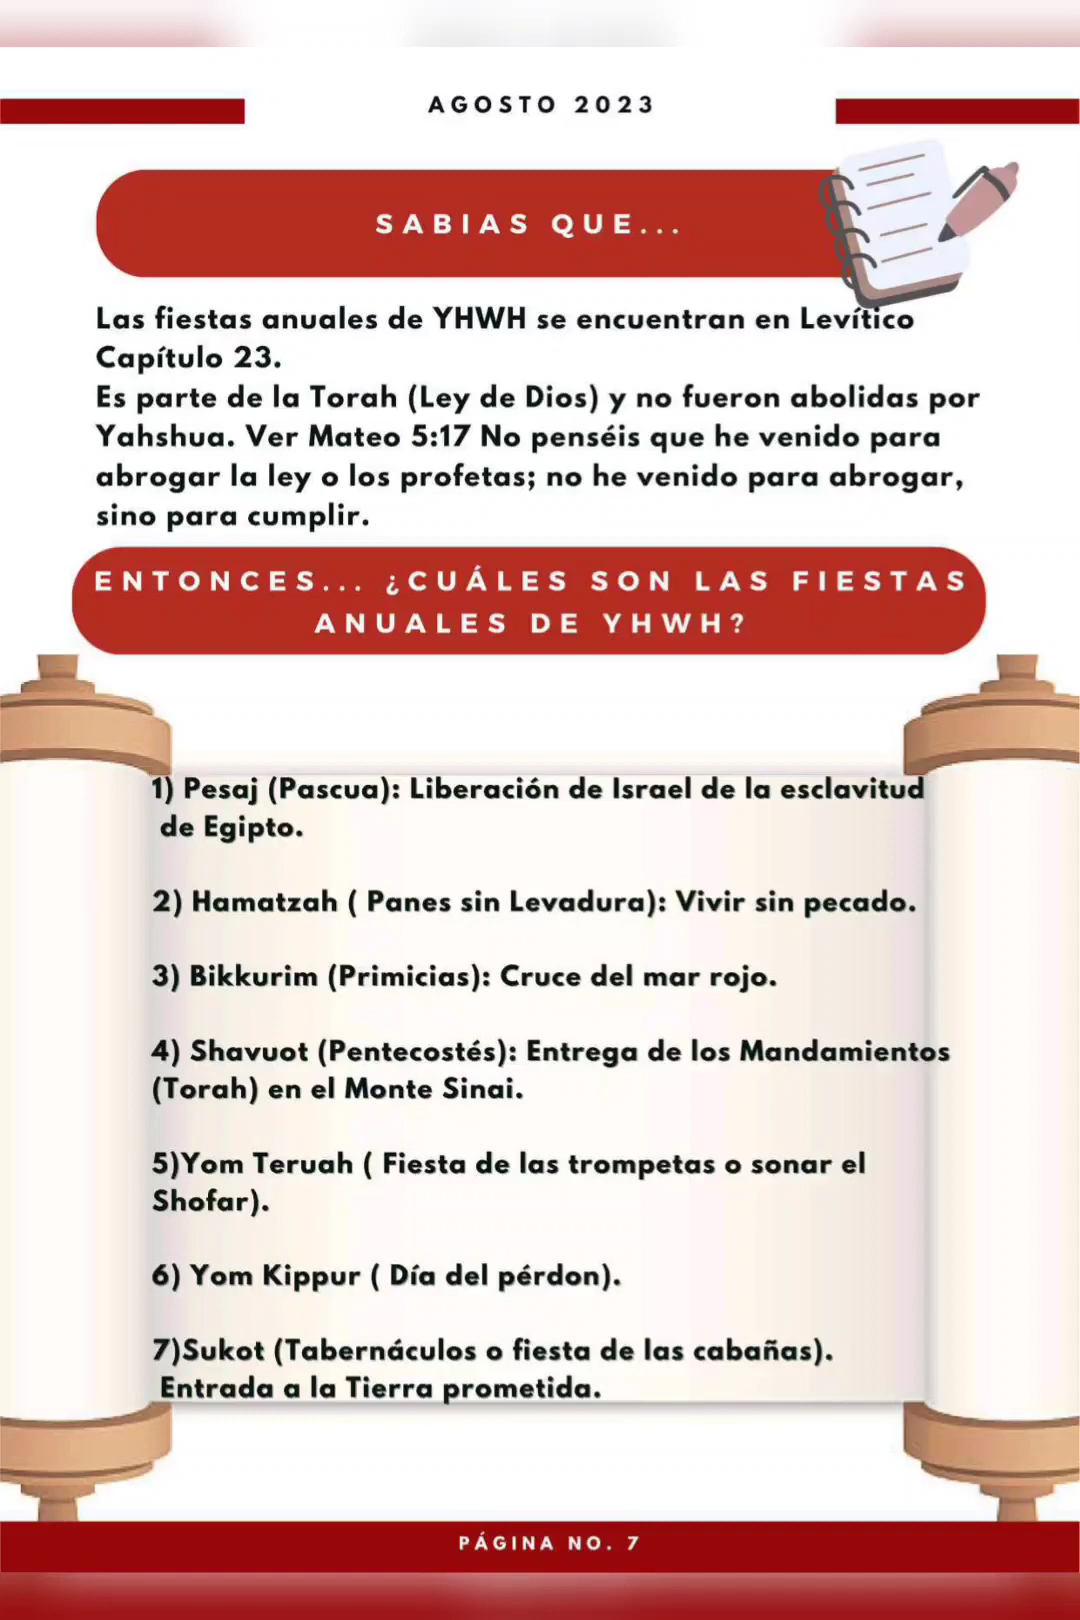 AGOSTO 2023
SABIAS QUE...
Las fiestas anuales de YHWH se encuentran en Levítico
Capítulo 23.
Es parte de la Torah (Ley de Dios) y no fueron abolidas por
Yahshua. Ver Mateo 5:17 No penséis que he venido para
abrogar la ley o los profetas; no he venido para abrogar,
sino para cumplir.
ENTONCES... ¿CUÁLES SON LAS FIESTAS
ANUALES DE YHWH?
1) Pesaj (Pascua): Liberación de Israel de la esclavitud
de Egipto.
2) Hamatzah ( Panes sin Levadura): Vivir sin pecado.
3) Bikkurim (Primicias): Cruce del mar rojo.
4) Shavuot (Pentecostés): Entrega de los Mandamientos
(Torah) en el Monte Sinai.
5)Yom Teruah ( Fiesta de las trompetas o sonar el
Shofar).
6) Yom Kippur ( Día del pérdon).
7)Sukot (Tabernáculos o fiesta de las cabañas).
Entrada a la Tierra prometida.
PÁGINA NO. 7